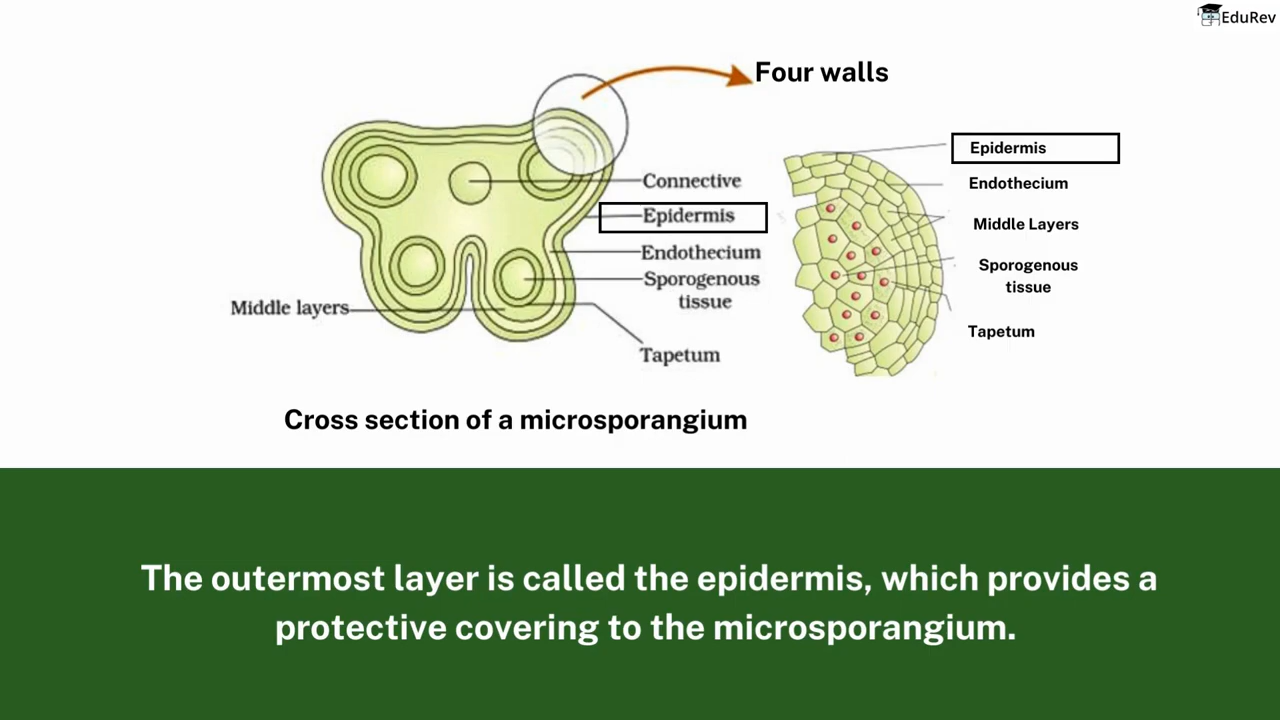 EduRev
Four walls
Connective
Epidermis
Endothecium
Sporogenous
tissue
Middle layers
Tapetum
Epidermis
Endothecium
Middle Layers
Sporogenous
tissue
Tapetum
Cross section of a microsporangium
The outermost layer is called the epidermis, which provides a
protective covering to the microsporangium.